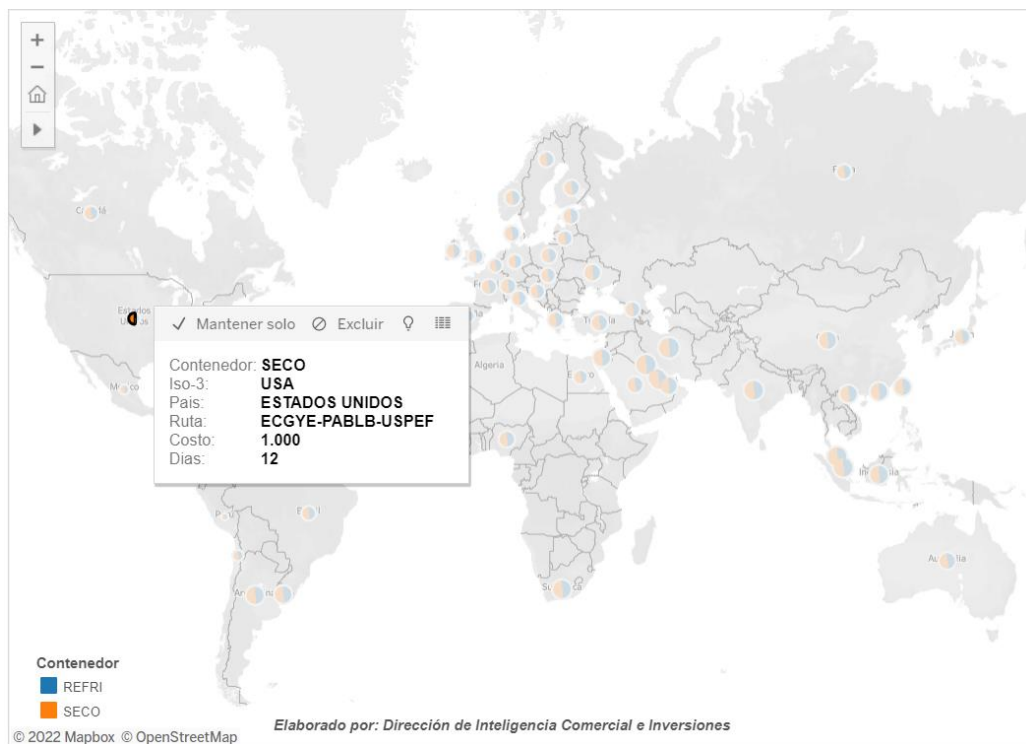 +
−
Mantener solo Excluir
Contenedor: SECO
Iso-3: USA
Pais: ESTADOS UNIDOS
Ruta: ECGYE-PABLB-USPEF
Costo: 1.000
Dias: 12
Algeria
Contenedor
REFRI
SECO
Elaborado por: Dirección de Inteligencia Comercial e Inversiones
© 2022 Mapbox © OpenStreetMap